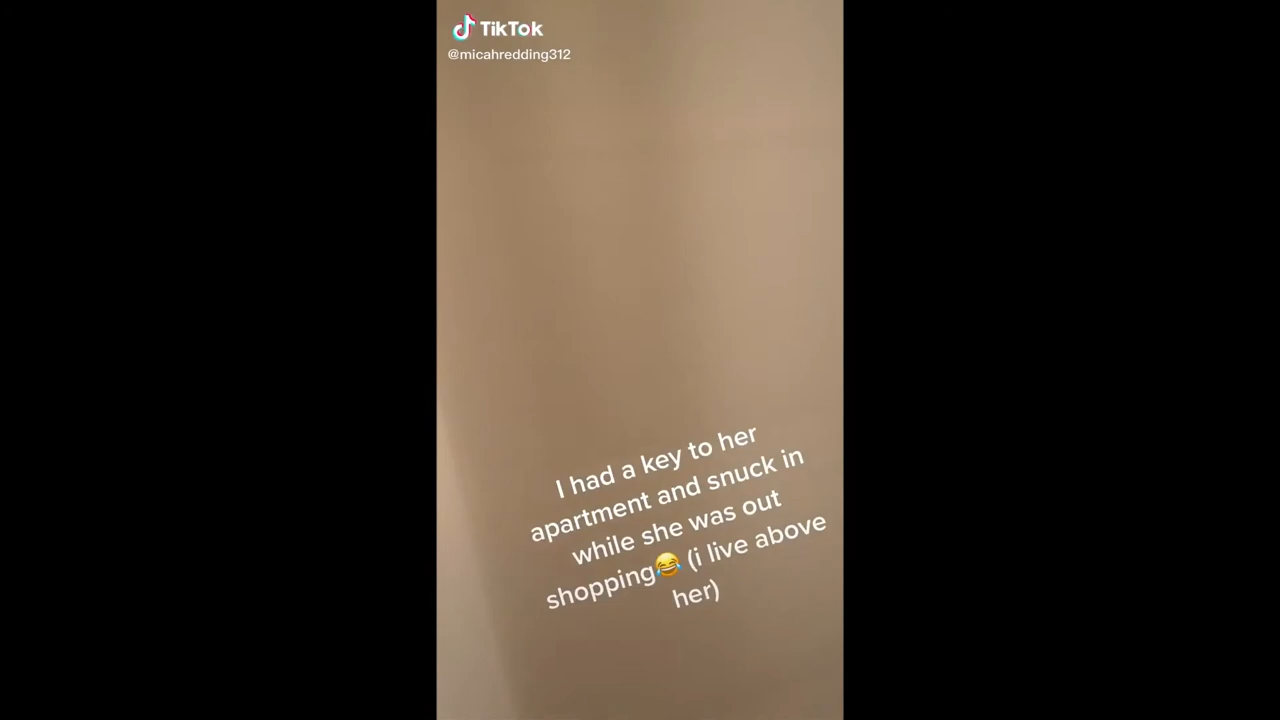 TikTok
@micahredding312
I had a key to her
apartment and snuck in
while she was out
shopping😂 (i live above
her)